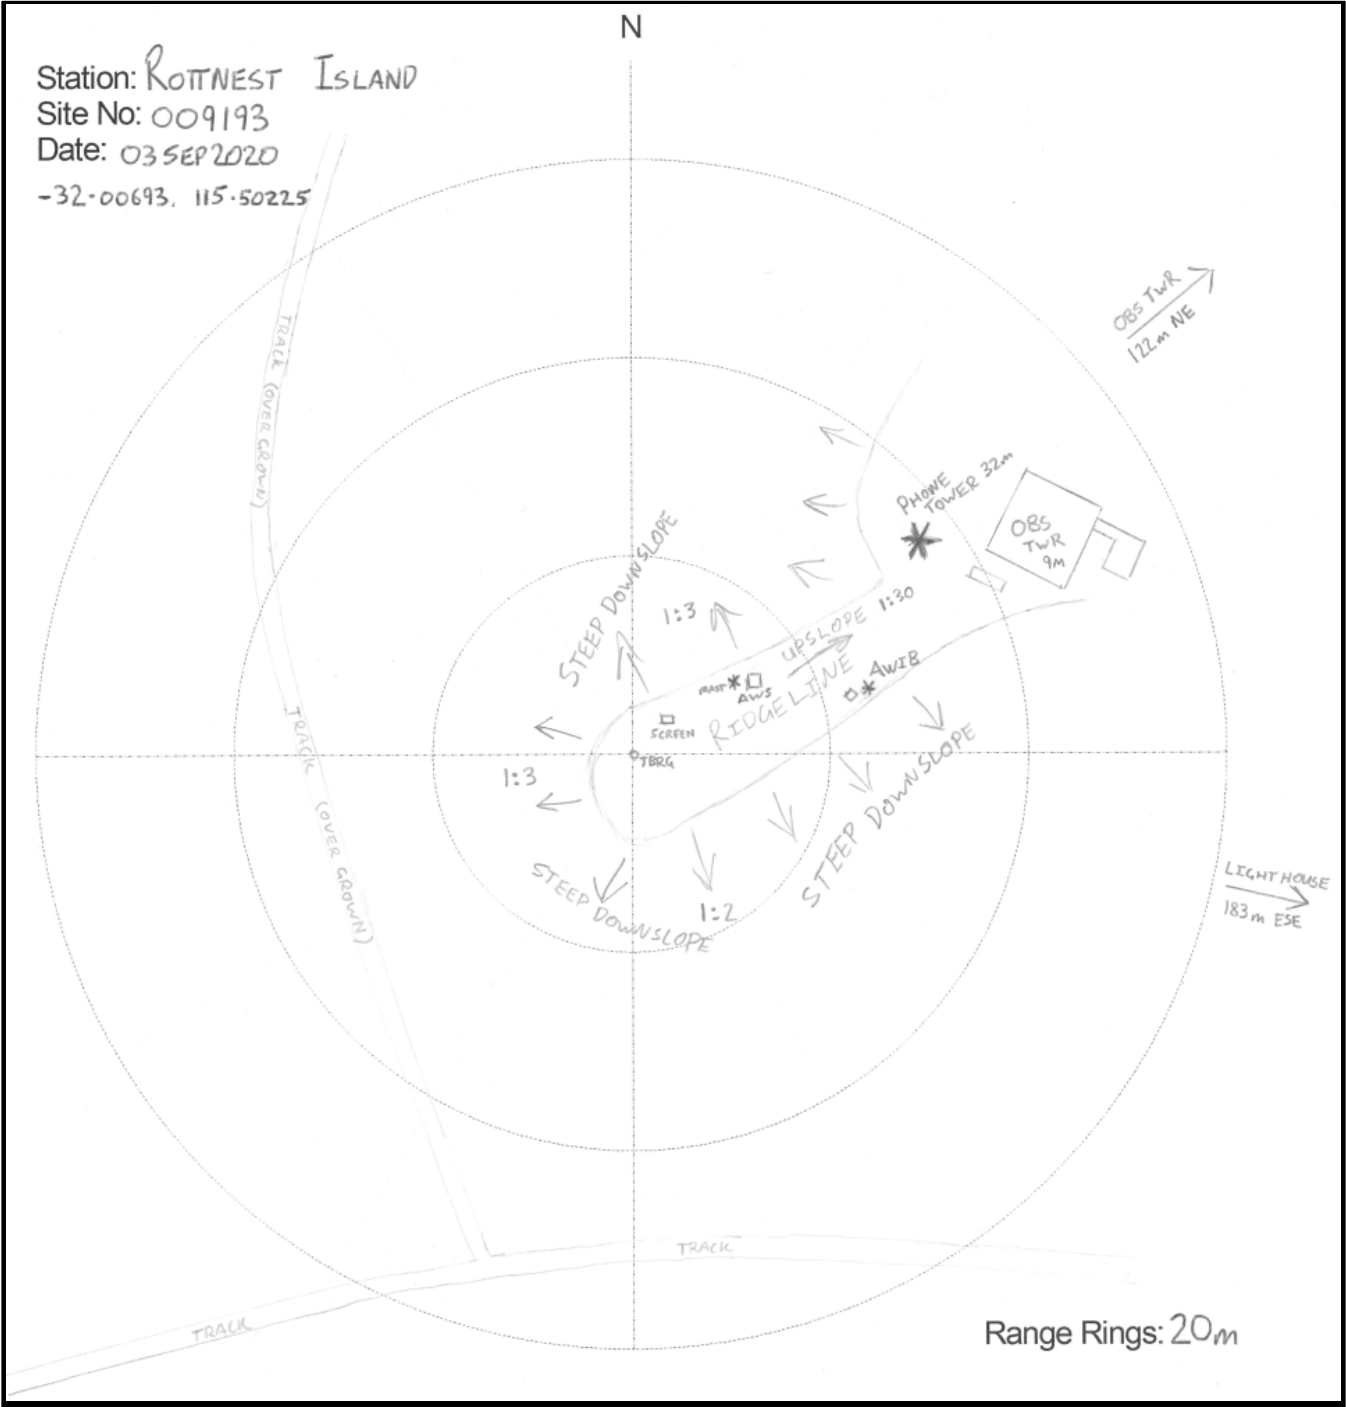 N
Station: ROTTNEST ISLAND
Site No: 009193
Date: 03 SEP 2020
-32.00693, 115.50225
OBS TWR
122m NE
TRACK (OVER GROWN)
PHONE
TOWER 32m
OBS
TWR
9M
STEEP DOWNSLOPE
1:3
UPSLOPE 1:30
MAST
AWS
AWIB
RIDGELINE
SCREEN
TBRG
1:3
STEEP DOWNSLOPE
TRACK (OVER GROWN)
STEEP DOWNSLOPE
1:2
LIGHTHOUSE
183m ESE
TRACK
TRACK
Range Rings: 20m